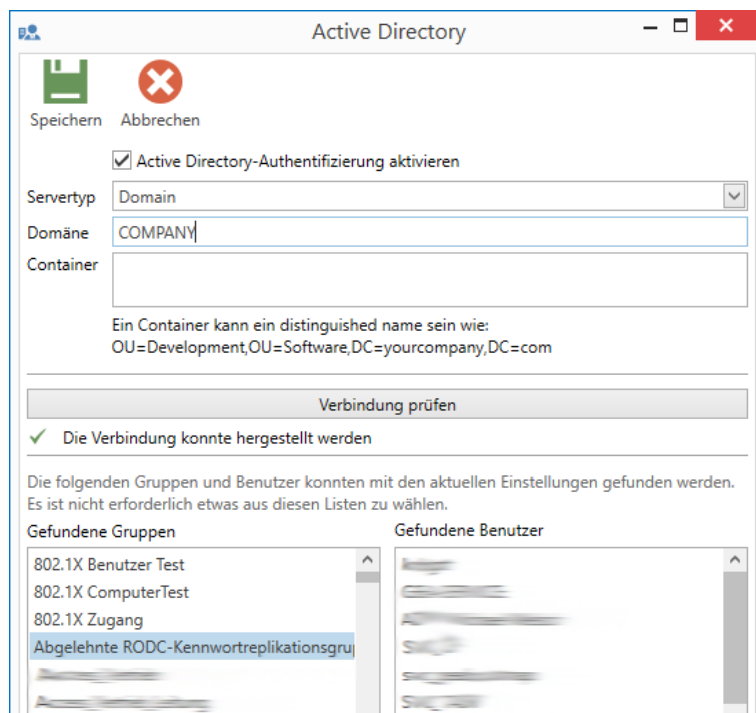 Active Directory
Speichern Abbrechen
Active Directory-Authentifizierung aktivieren
Servertyp Domain
Domäne COMPANY
Container
Ein Container kann ein distinguished name sein wie:
OU=Development,OU=Software,DC=yourcompany,DC=com
Verbindung prüfen
Die Verbindung konnte hergestellt werden
Die folgenden Gruppen und Benutzer konnten mit den aktuellen Einstellungen gefunden werden.
Es ist nicht erforderlich etwas aus diesen Listen zu wählen.
Gefundene Gruppen
802.1X Benutzer Test
802.1X ComputerTest
802.1X Zugang
Abgelehnte RODC-Kennwortreplikationsgru
Gefundene Benutzer